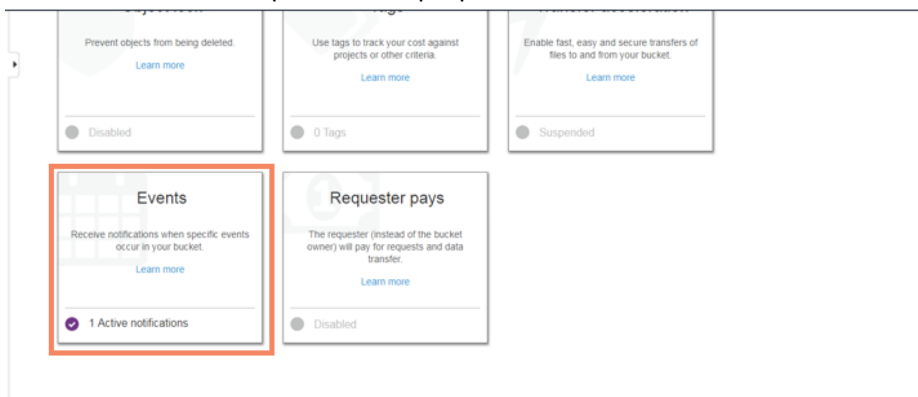 Prevent objects from being deleted.
Learn more
Disabled
Use tags to track your cost against
projects or other criteria.
Learn more
0 Tags
Enable fast, easy and secure transfers of
files to and from your bucket.
Learn more
Suspended
Events
Receive notifications when specific events
occur in your bucket.
Learn more
1 Active notifications
Requester pays
The requester (instead of the bucket
owner) will pay for requests and data
transfer.
Learn more
Disabled